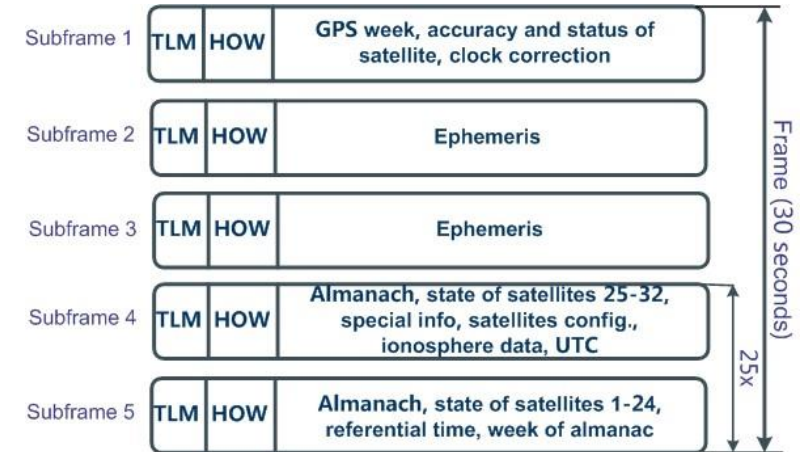 Subframe 1
TLM HOW
GPS week, accuracy and status of
satellite, clock correction
Subframe 2
TLM HOW
Ephemeris
Subframe 3
TLM HOW
Ephemeris
Subframe 4
TLM HOW
Almanach, state of satellites 25-32,
special info, satellites config.,
ionosphere data, UTC
Subframe 5
TLM HOW
Almanach, state of satellites 1-24,
referential time, week of almanac
25x
Frame (30 seconds)